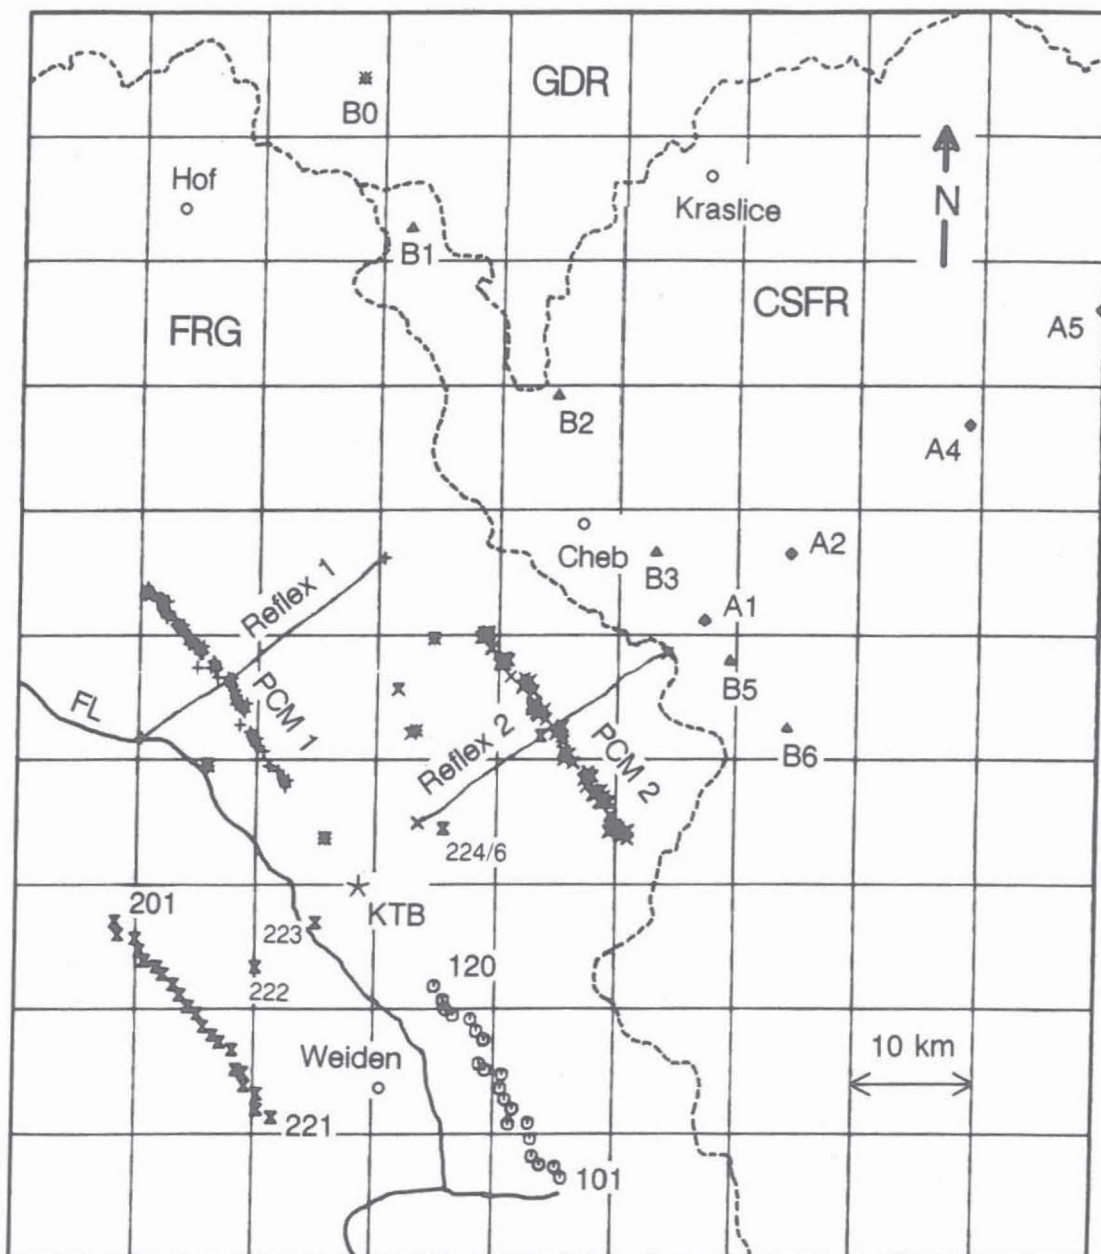 GDR
B0
Hof
Kraslice
N
B1
FRG
CSFR
A5
B2
A4
Cheb
B3
A2
Reflex 1
A1
FL
PCM 1
B5
Reflex 2
PCM 2
B6
224/6
201
KTB
223
222
120
Weiden
10 km
221
101